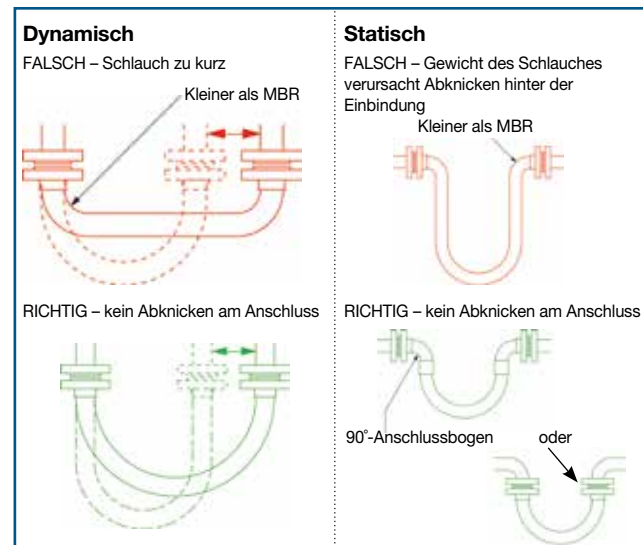 Dynamisch
FALSCH – Schlauch zu kurz
Kleiner als MBR
RICHTIG – kein Abknicken am Anschluss
Statisch
FALSCH – Gewicht des Schlauches
verursacht Abknicken hinter der
Einbindung
Kleiner als MBR
RICHTIG – kein Abknicken am Anschluss
90°-Anschlussbogen
oder